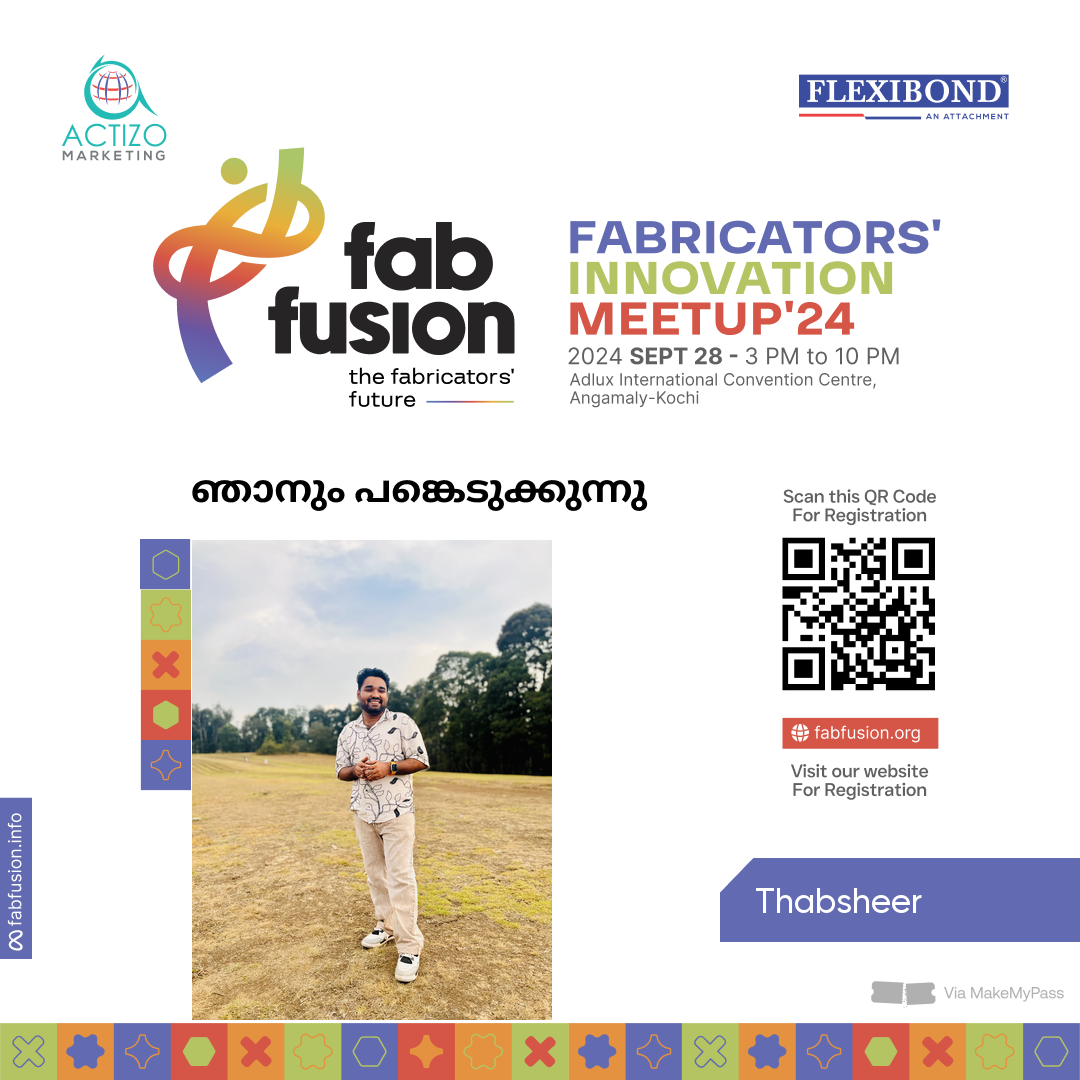 ACTIZO
MARKETING
FLEXIBOND®
AN ATTACHMENT
fab
fusion
the fabricators'
future
FABRICATORS'
INNOVATION
MEETUP'24
2024 SEPT 28 - 3 PM to 10 PM
Adlux International Convention Centre,
Angamaly-Kochi
ഞാനും പങ്കെടുക്കുന്നു
Scan this QR Code
For Registration
fabfusion.org
Visit our website
For Registration
fabfusion.info
Thabsheer
Via MakeMyPass